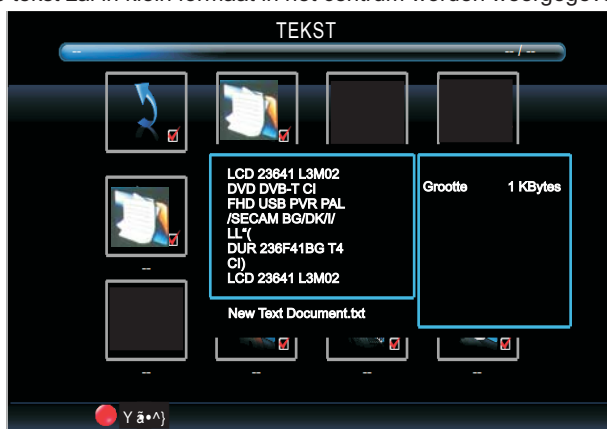 TEKST
-- -- / --
LCD 23641 L3M02
DVD DVB-T CI
FHD USB PVR PAL
/SECAM BG/DK/I/
LL"(
DUR 236F41BG T4
CI)
LCD 23641 L3M02
Grootte 1 KBytes
New Text Document.txt
--
-- -- -- --
Y ã•^}